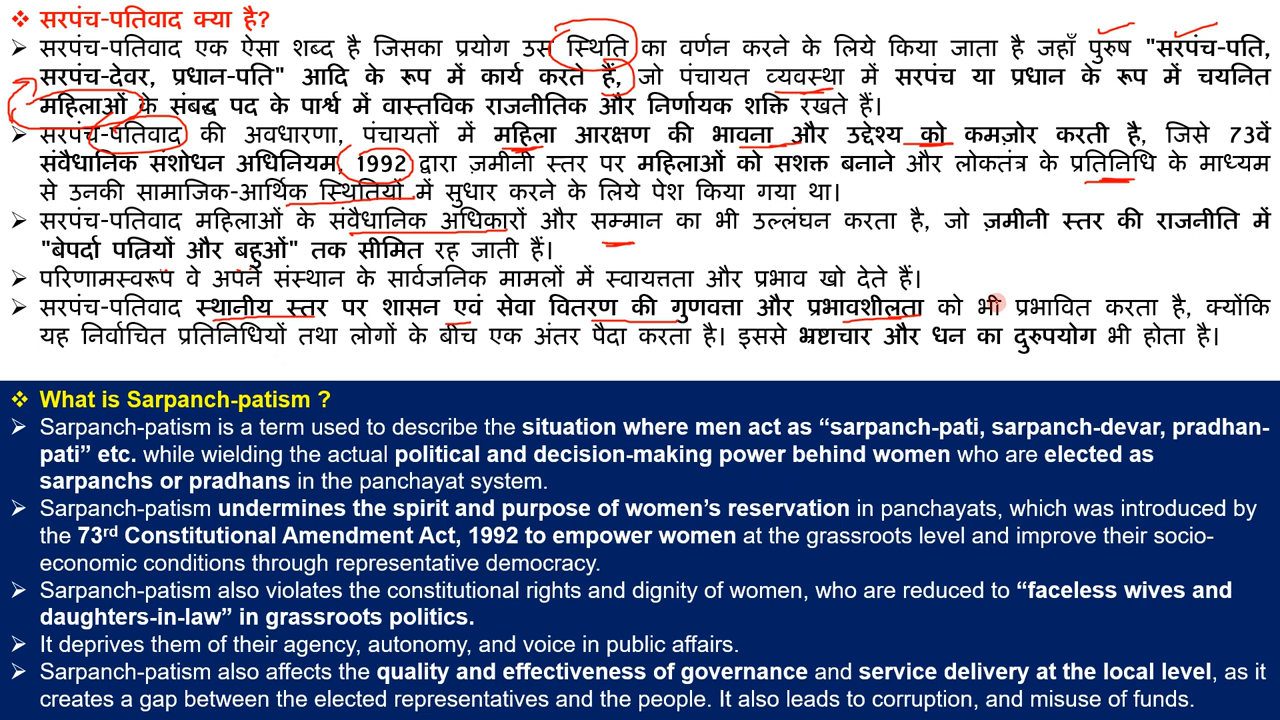 ❖ सरपंच-पतिवाद क्या है?
➢ सरपंच-पतिवाद एक ऐसा शब्द है जिसका प्रयोग उस स्थिति का वर्णन करने के लिये किया जाता है जहाँ पुरुष "सरपंच-पति,
सरपंच-देवर, प्रधान-पति" आदि के रूप में कार्य करते हैं, जो पंचायत व्यवस्था में सरपंच या प्रधान के रूप में चयनित
महिलाओं के संबद्ध पद के पार्श्व में वास्तविक राजनीतिक और निर्णायक शक्ति रखते हैं।
➢ सरपंच-पतिवाद की अवधारणा, पंचायतों में महिला आरक्षण की भावना और उद्देश्य को कमज़ोर करती है, जिसे 73वें
संवैधानिक संशोधन अधिनियम, 1992 द्वारा ज़मीनी स्तर पर महिलाओं को सशक्त बनाने और लोकतंत्र के प्रतिनिधि के माध्यम
से उनकी सामाजिक-आर्थिक स्थितियों में सुधार करने के लिये पेश किया गया था।
➢ सरपंच-पतिवाद महिलाओं के संवैधानिक अधिकारों और सम्मान का भी उल्लंघन करता है, जो ज़मीनी स्तर की राजनीति में
"बेपर्दा पत्नियों और बहुओं" तक सीमित रह जाती हैं।
➢ परिणामस्वरूप वे अपने संस्थान के सार्वजनिक मामलों में स्वायत्तता और प्रभाव खो देते हैं।
➢ सरपंच-पतिवाद स्थानीय स्तर पर शासन एवं सेवा वितरण की गुणवत्ता और प्रभावशीलता को भी प्रभावित करता है, क्योंकि
यह निर्वाचित प्रतिनिधियों तथा लोगों के बीच एक अंतर पैदा करता है। इससे भ्रष्टाचार और धन का दुरुपयोग भी होता है।
❖ What is Sarpanch-patism ?
➢ Sarpanch-patism is a term used to describe the situation where men act as “sarpanch-pati, sarpanch-devar, pradhan-
pati” etc. while wielding the actual political and decision-making power behind women who are elected as
sarpanchs or pradhans in the panchayat system.
➢ Sarpanch-patism undermines the spirit and purpose of women’s reservation in panchayats, which was introduced by
the 73rd Constitutional Amendment Act, 1992 to empower women at the grassroots level and improve their socio-
economic conditions through representative democracy.
➢ Sarpanch-patism also violates the constitutional rights and dignity of women, who are reduced to “faceless wives and
daughters-in-law” in grassroots politics.
➢ It deprives them of their agency, autonomy, and voice in public affairs.
➢ Sarpanch-patism also affects the quality and effectiveness of governance and service delivery at the local level, as it
creates a gap between the elected representatives and the people. It also leads to corruption, and misuse of funds.